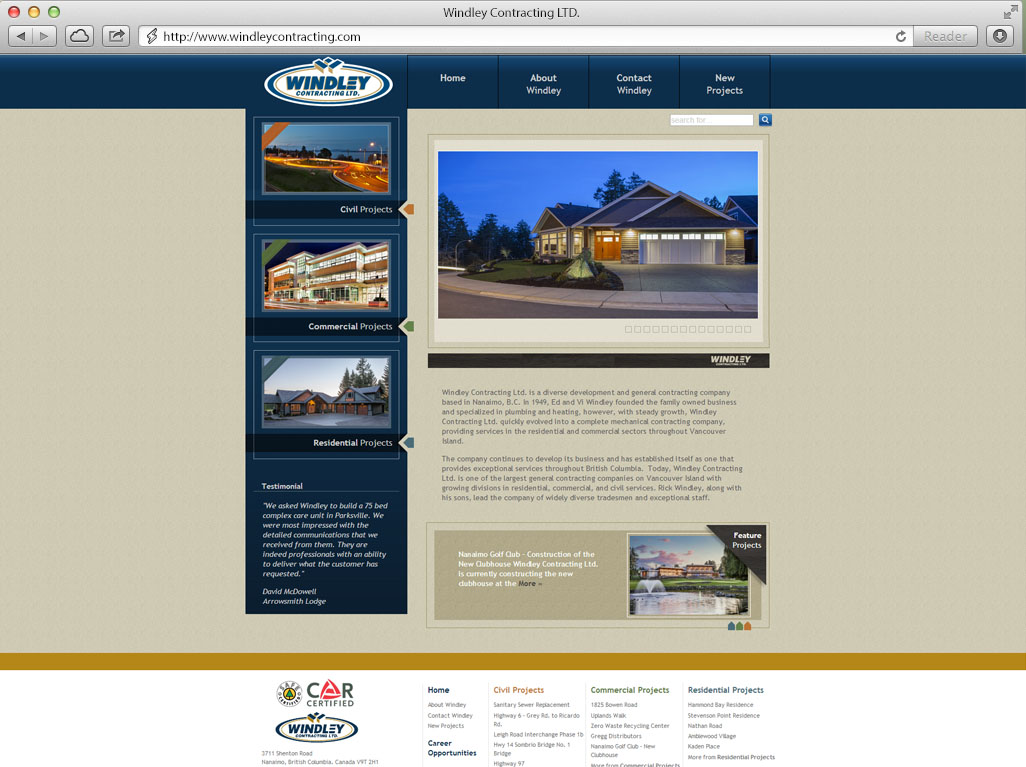 Windley Contracting LTD.
http://www.windleycontracting.com
Reader
WINDLEY
CONTRACTING LTD.
Home
About
Windley
Contact
Windley
New
Projects
search for...
Civil Projects
Commercial Projects
Residential Projects
Testimonial
"We asked Windley to build a 75 bed
complex care unit in Parksville. We
were most impressed with the
detailed communications that we
received from them. They are
indeed professionals with an ability
to deliver what the customer has
requested."
David McDowell
Arrowsmith Lodge
WINDLEY
CONTRACTING LTD.
Windley Contracting Ltd. is a diverse development and general contracting company
based in Nanaimo, B.C. In 1949, Ed and VI Windley founded the family owned business
and specialized in plumbing and heating, however, with steady growth, Windley
Contracting Ltd. quickly evolved into a complete mechanical contracting company,
providing services in the residential and commercial sectors throughout Vancouver
Island.
The company continues to develop its business and has established itself as one that
provides exceptional services throughout British Columbia. Today, Windley Contracting
Ltd. is one of the largest general contracting companies on Vancouver Island with
growing divisions in residential, commercial, and civil services. Rick Windley, along with
his sons, lead the company of widely diverse tradesmen and exceptional staff.
Nanaimo Golf Club - Construction of the
New Clubhouse Windley Contracting Ltd.
is currently constructing the new
clubhouse at the More »
Feature
Projects
SAFE
CERTIFIED
COR
CERTIFIED
WINDLEY
CONTRACTING LTD.
3711 Shenton Road
Nanaimo, British Columbia, Canada V9T 2H1
Home
About Windley
Contact Windley
New Projects
Career
Opportunities
Civil Projects
Sanitary Sewer Replacement
Highway 6 - Grey Rd. to Ricardo
Rd.
Leigh Road Interchange Phase 1b
Hwy 14 Sombrio Bridge No. 1
Bridge
Highway 97
Commercial Projects
1825 Bowen Road
Uplands Walk
Zero Waste Recycling Center
Gregg Distributors
Nanaimo Golf Club - New
Clubhouse
More from Commercial Projects
Residential Projects
Hammond Bay Residence
Stevenson Point Residence
Nathan Road
Amblewood Village
Kaden Place
More from Residential Projects